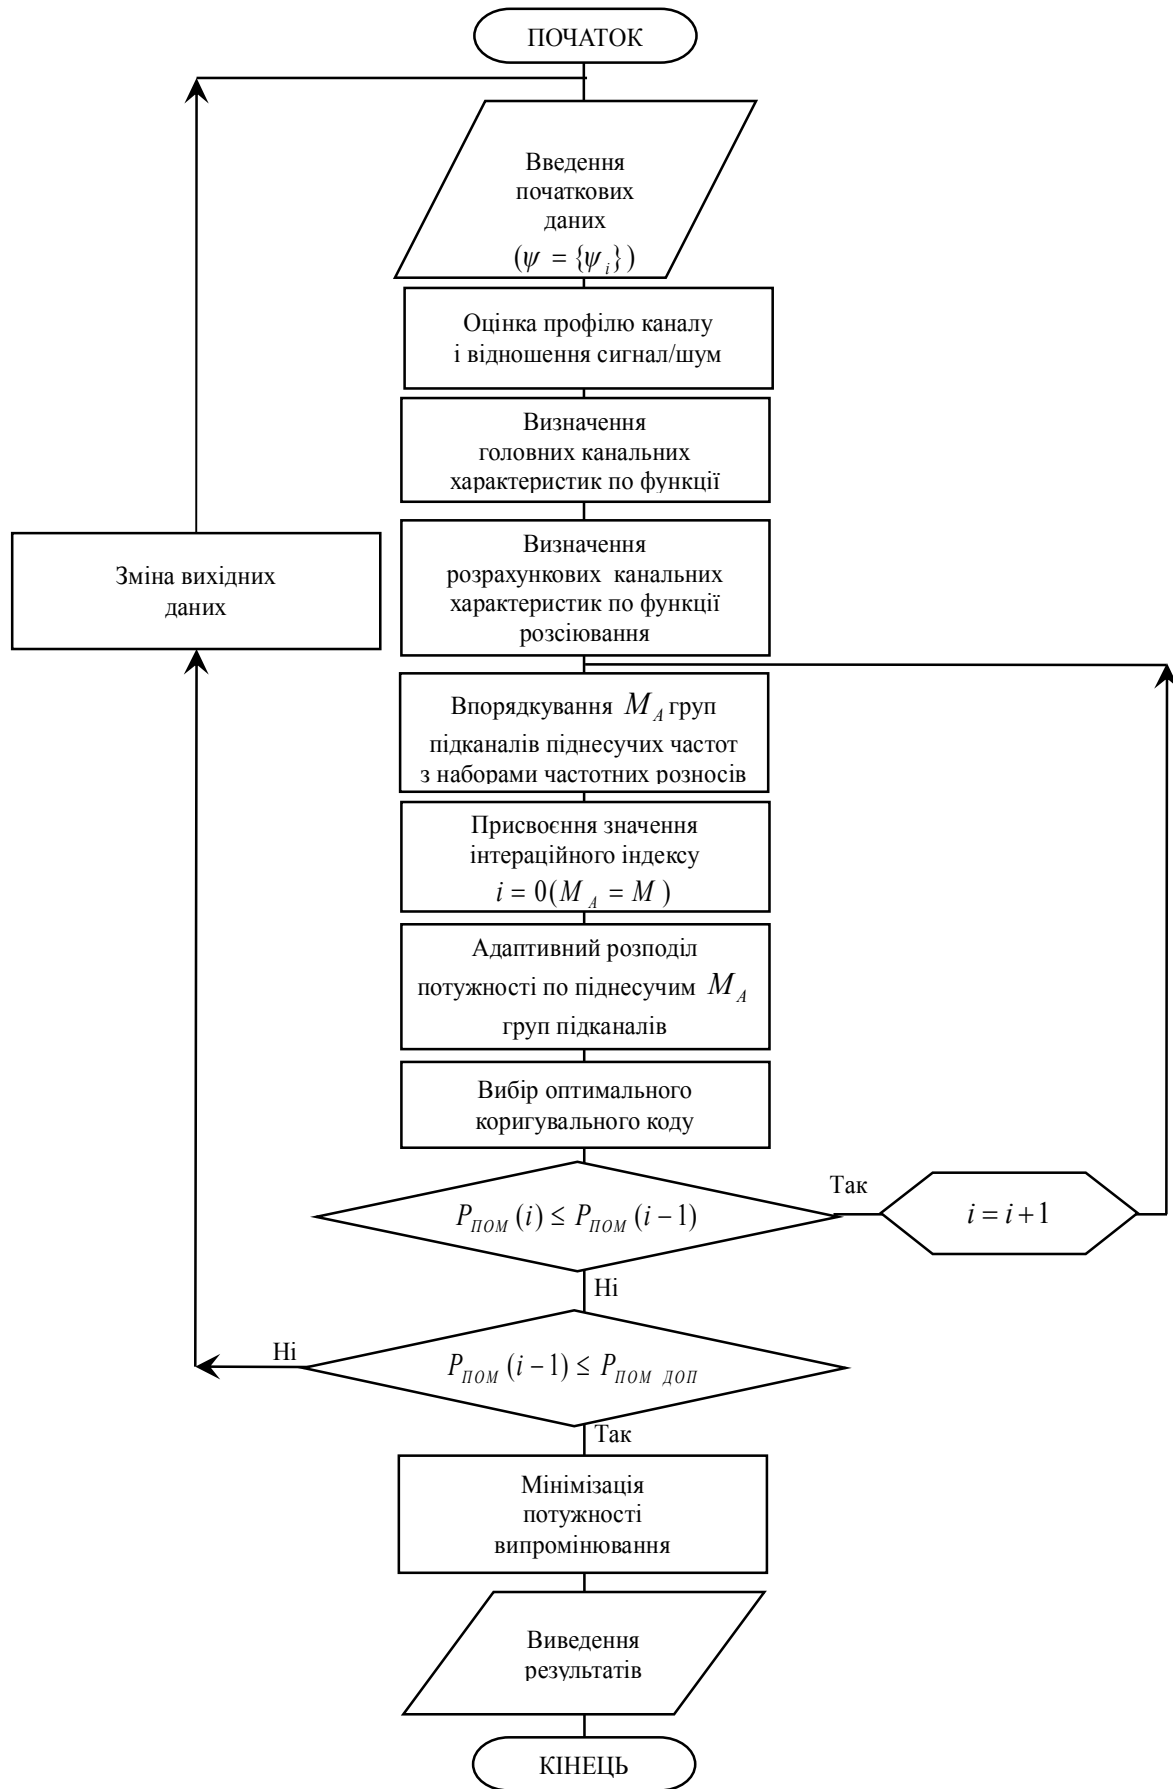 ПОЧАТОК
Введення
початкових
даних
(ψ = {ψ_i})
Оцінка профілю каналу
і відношення сигнал/шум
Визначення
головних канальних
характеристик по функції
Визначення
розрахункових канальних
характеристик по функції
розсіювання
Зміна вихідних
даних
Впорядкування M_A груп
підканалів піднесучих частот
з наборами частотних розносів
Присвоєння значення
інтераційного індексу
i = 0(M_A = M)
Адаптивний розподіл
потужності по піднесучим M_A
груп підканалів
Вибір оптимального
коригувального коду
P_ПОМ (i) ≤ P_ПОМ (i − 1)
Так
i = i + 1
Ні
P_ПОМ (i − 1) ≤ P_ПОМ ДОП
Ні
Так
Мінімізація
потужності
випромінювання
Виведення
результатів
КІНЕЦЬ